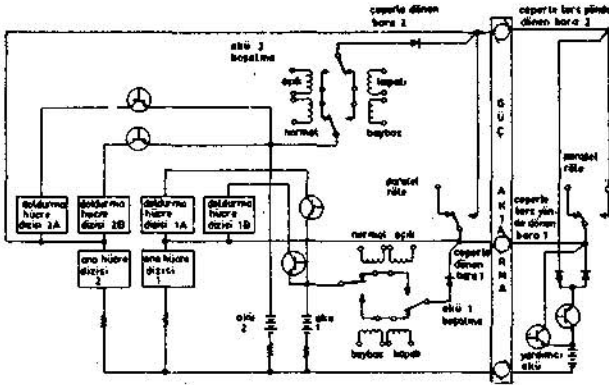 çeperle dönen
bara 2
çeperle ters yönde
dönen bara 2
akü 2
boşalma
açık
kapalı
normal
baybas
GÜÇ
AKTARMA
paralel
röle
paralel
röle
doldurma
hücre
dizisi 2A
doldurma
hücre
dizisi 2B
doldurma
hücre
dizisi 1A
doldurma
hücre
dizisi 1B
ana hücre
dizisi
2
ana hücre
dizisi
1
normal
açık
çeperle
dönen
bara 1
çeperle
ters yön-
de dönen
bara 1
akü 1
boşalma
akü
2
akü
1
baybas
kapalı
yardımcı
akü